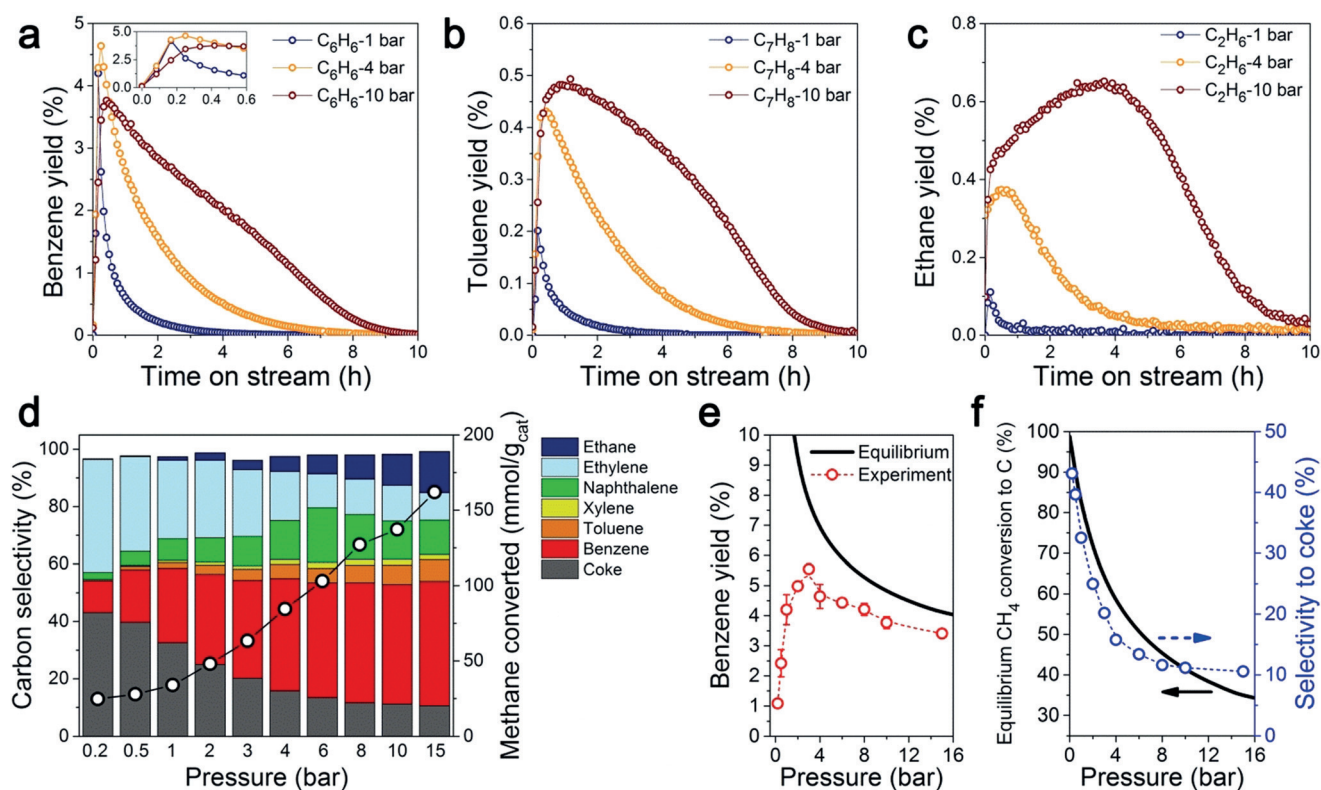 a
Benzene yield (%)
5
4
3
2
1
0
5.0
2.5
0.0
0.0 0.2 0.4 0.6
C6H6-1 bar
C6H6-4 bar
C6H6-10 bar
0 2 4 6 8 10
Time on stream (h)
b
Toluene yield (%)
0.6
0.5
0.4
0.3
0.2
0.1
0.0
C7H8-1 bar
C7H8-4 bar
C7H8-10 bar
0 2 4 6 8 10
Time on stream (h)
c
Ethane yield (%)
0.8
0.6
0.4
0.2
0.0
C2H6-1 bar
C2H6-4 bar
C2H6-10 bar
0 2 4 6 8 10
Time on stream (h)
d
Carbon selectivity (%)
100
80
60
40
20
0
0.2 0.5 1 2 3 4 6 8 10 15
Pressure (bar)
200
150
100
50
0
Methane converted (mmol/gcat)
Ethane
Ethylene
Naphthalene
Xylene
Toluene
Benzene
Coke
e
Benzene yield (%)
10
9
8
7
6
5
4
3
2
1
0
Equilibrium
Experiment
0 4 8 12 16
Pressure (bar)
f
Equilibrium CH4 conversion to C (%)
100
90
80
70
60
50
40
30
0 4 8 12 16
Pressure (bar)
50
40
30
20
10
0
Selectivity to coke (%)